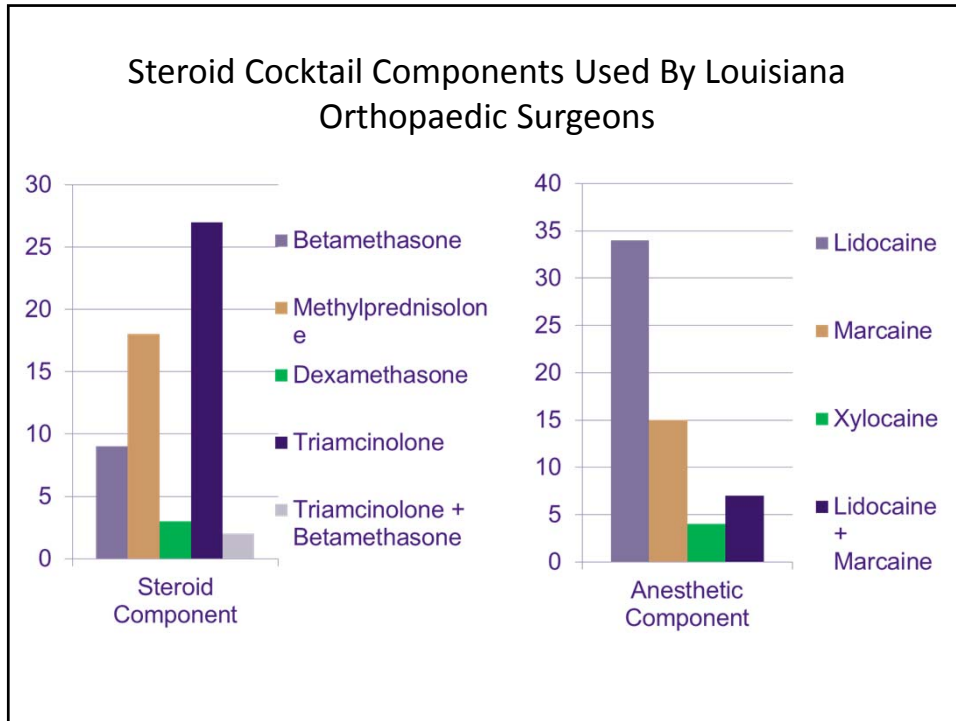 Steroid Cocktail Components Used By Louisiana
Orthopaedic Surgeons
30
25
20
15
10
5
0
Steroid
Component
Betamethasone
Methylprednisolon
e
Dexamethasone
Triamcinolone
Triamcinolone +
Betamethasone
40
35
30
25
20
15
10
5
0
Anesthetic
Component
Lidocaine
Marcaine
Xylocaine
Lidocaine
+
Marcaine